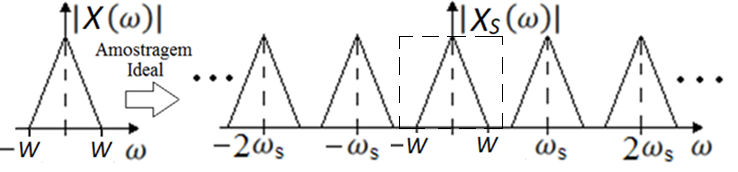 |X(ω)|
Amostragem
Ideal
-W W ω
|X_S(ω)|
... ...
-2ω_s -ω_s -W W ω_s 2ω_s ω